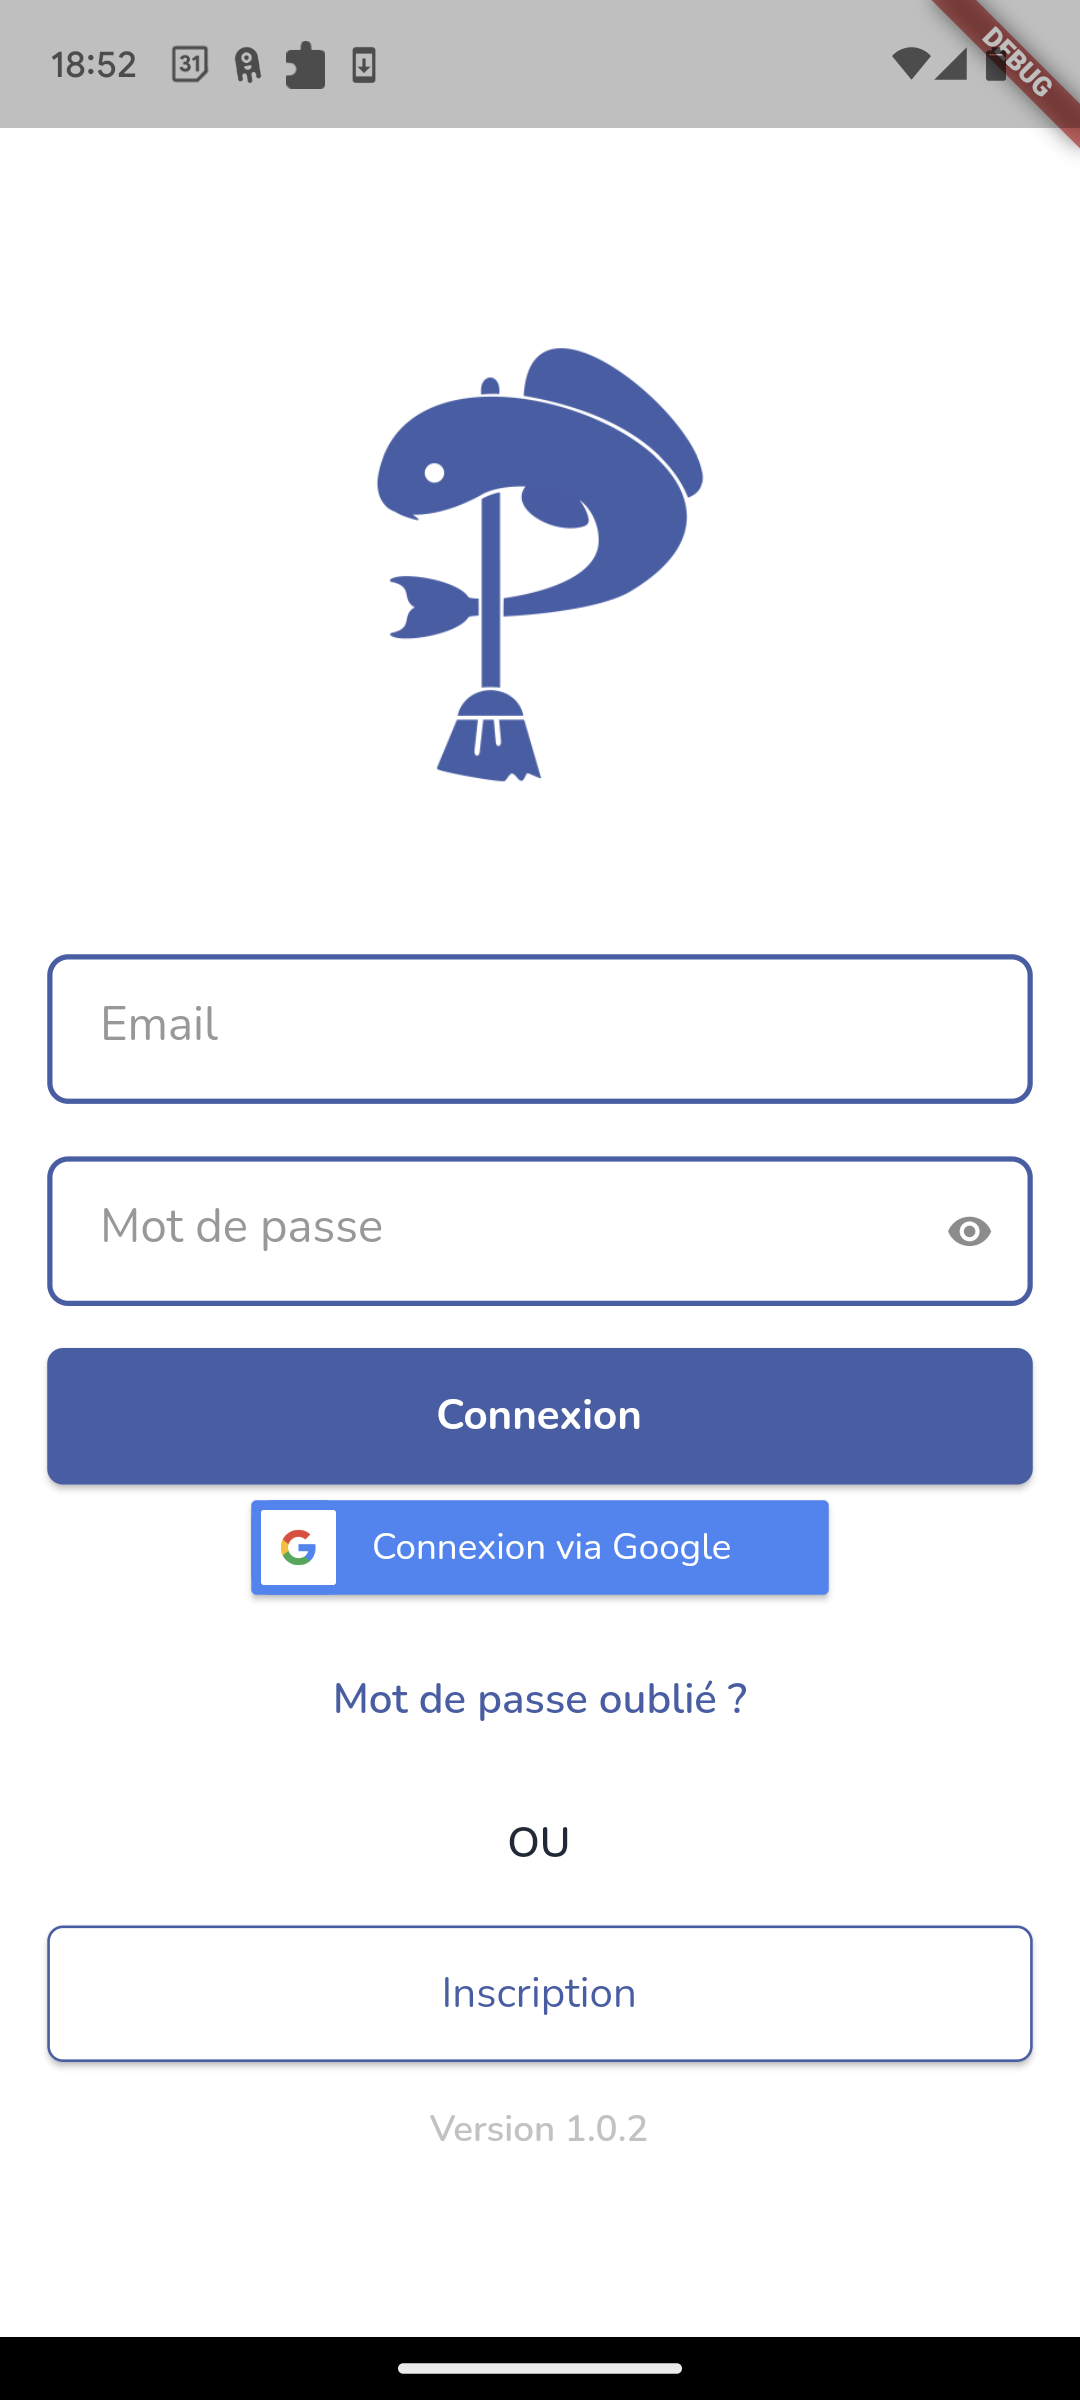 18:52
31
DEBUG
Email
Mot de passe
Connexion
G
Connexion via Google
Mot de passe oublié ?
OU
Inscription
Version 1.0.2